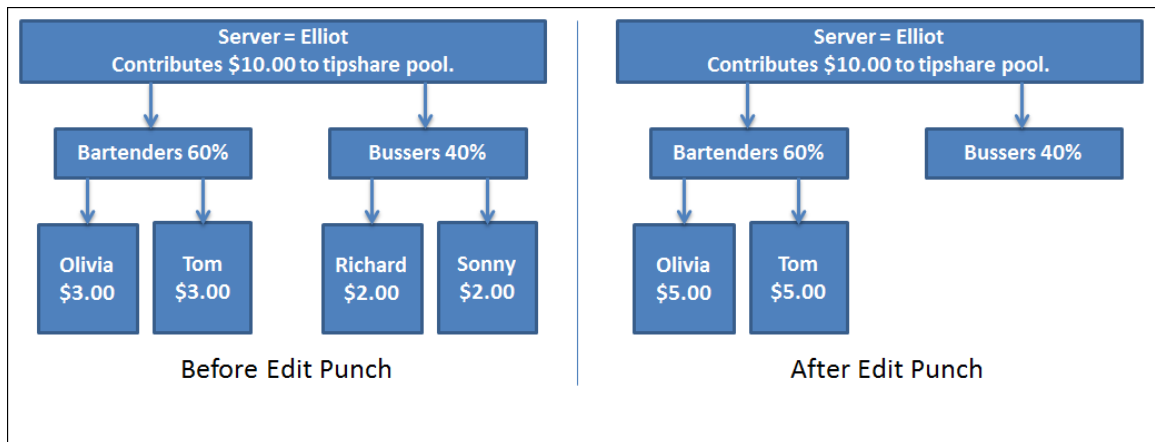 Server = Elliot
Contributes $10.00 to tipshare pool.
Bartenders 60%
Bussers 40%
Olivia
$3.00
Tom
$3.00
Richard
$2.00
Sonny
$2.00
Before Edit Punch
Server = Elliot
Contributes $10.00 to tipshare pool.
Bartenders 60%
Bussers 40%
Olivia
$5.00
Tom
$5.00
After Edit Punch